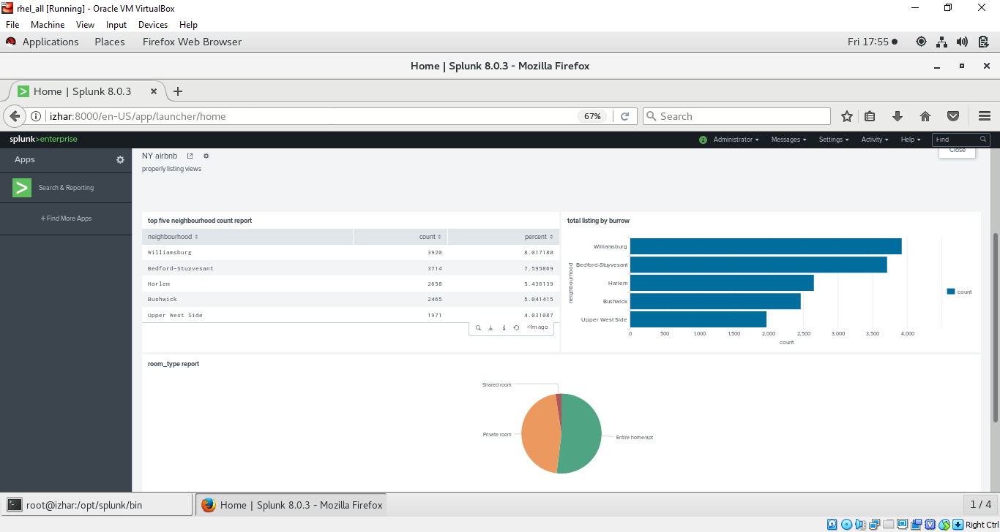 rhel_all [Running] - Oracle VM VirtualBox
File Machine View Input Devices Help
Applications Places Firefox Web Browser Fri 17:55
Home | Splunk 8.0.3 - Mozilla Firefox
Home | Splunk 8.0.3
izhar:8000/en-US/app/launcher/home 67% Search
splunk>enterprise Administrator Messages Settings Activity Help Find
Apps
Search & Reporting
+ Find More Apps
NY airbnb
Close
properly listing views
top five neighbourhood count report
neighbourhood count percent
Williamsburg 3920 8.017180
Bedford-Stuyvesant 3714 7.595869
Harlem 2658 5.436139
Bushwick 2465 5.041415
Upper West Side 1971 4.031087
<1m ago
total listing by burrow
neighbourhood
Williamsburg
Bedford-Stuyvesant
Harlem
Bushwick
Upper West Side
0 500 1,000 1,500 2,000 2,500 3,000 3,500 4,000
count
count
room_type report
Shared room
Private room
Entire home/apt
root@izhar:/opt/splunk/bin
Home | Splunk 8.0.3 - Mozilla Firefox
1 / 4
Right Ctrl